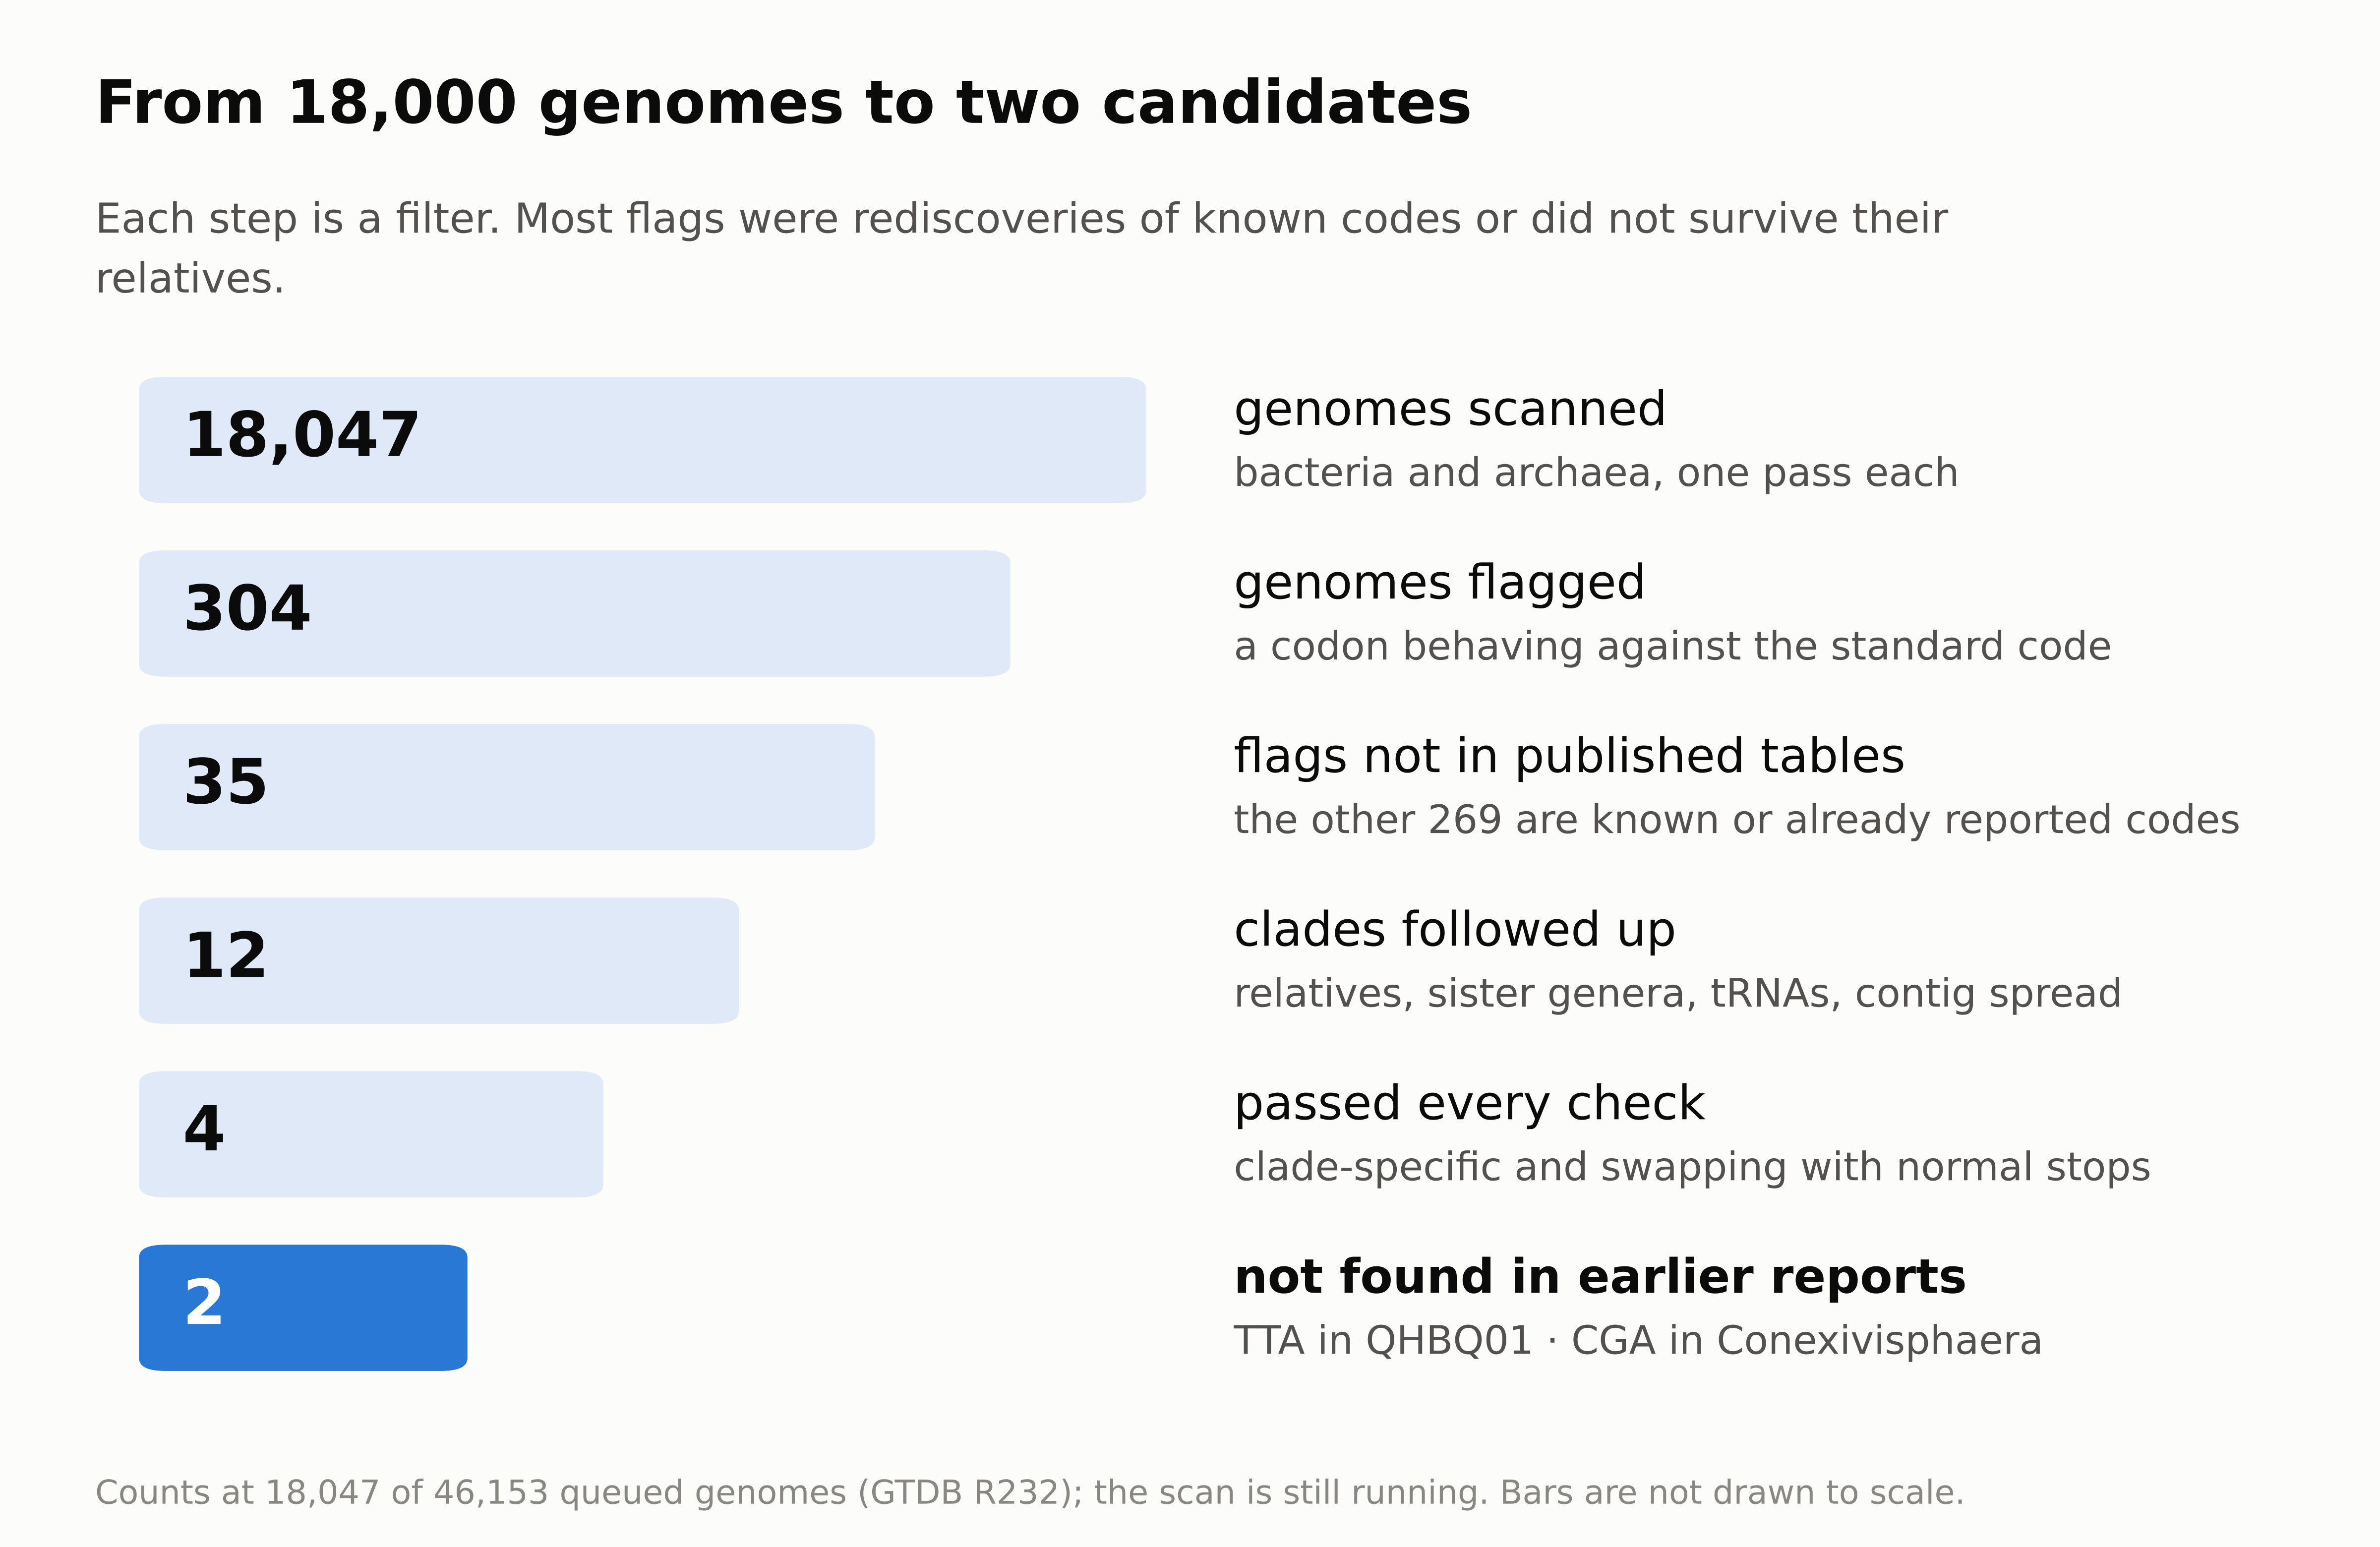 From 18,000 genomes to two candidates
Each step is a filter. Most flags were rediscoveries of known codes or did not survive their
relatives.
18,047
genomes scanned
bacteria and archaea, one pass each
304
genomes flagged
a codon behaving against the standard code
35
flags not in published tables
the other 269 are known or already reported codes
12
clades followed up
relatives, sister genera, tRNAs, contig spread
4
passed every check
clade-specific and swapping with normal stops
2
not found in earlier reports
TTA in QHBQ01 · CGA in Conexivisphaera
Counts at 18,047 of 46,153 queued genomes (GTDB R232); the scan is still running. Bars are not drawn to scale.